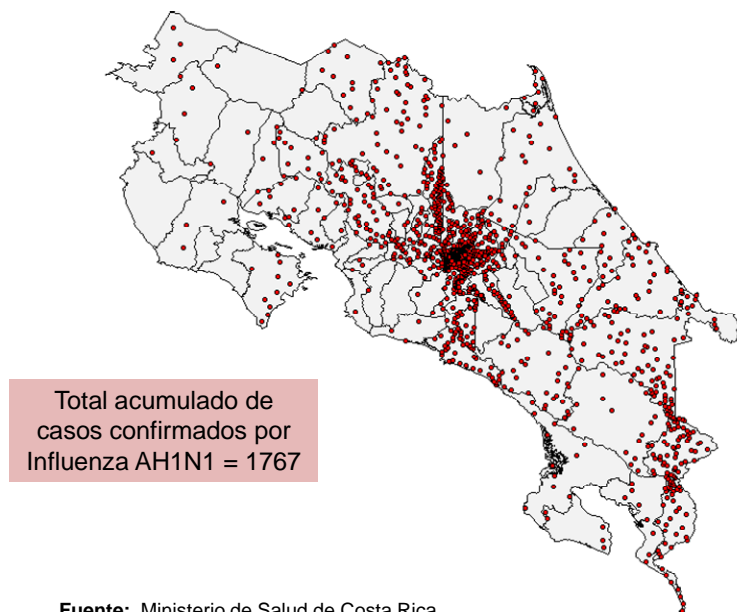 Total acumulado de
casos confirmados por
Influenza AH1N1 = 1767
Fuente: Ministerio de Salud de Costa Rica